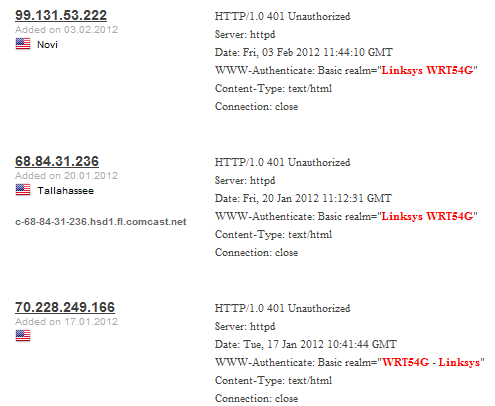 99.131.53.222
Added on 03.02.2012
Novi
HTTP/1.0 401 Unauthorized
Server: httpd
Date: Fri, 03 Feb 2012 11:44:10 GMT
WWW-Authenticate: Basic realm="Linksys WRT54G"
Content-Type: text/html
Connection: close
68.84.31.236
Added on 20.01.2012
Tallahassee
c-68-84-31-236.hsd1.fl.comcast.net
HTTP/1.0 401 Unauthorized
Server: httpd
Date: Fri, 20 Jan 2012 11:12:31 GMT
WWW-Authenticate: Basic realm="Linksys WRT54G"
Content-Type: text/html
Connection: close
70.228.249.166
Added on 17.01.2012
HTTP/1.0 401 Unauthorized
Server: httpd
Date: Tue, 17 Jan 2012 10:41:44 GMT
WWW-Authenticate: Basic realm="WRT54G - Linksys"
Content-Type: text/html
Connection: close